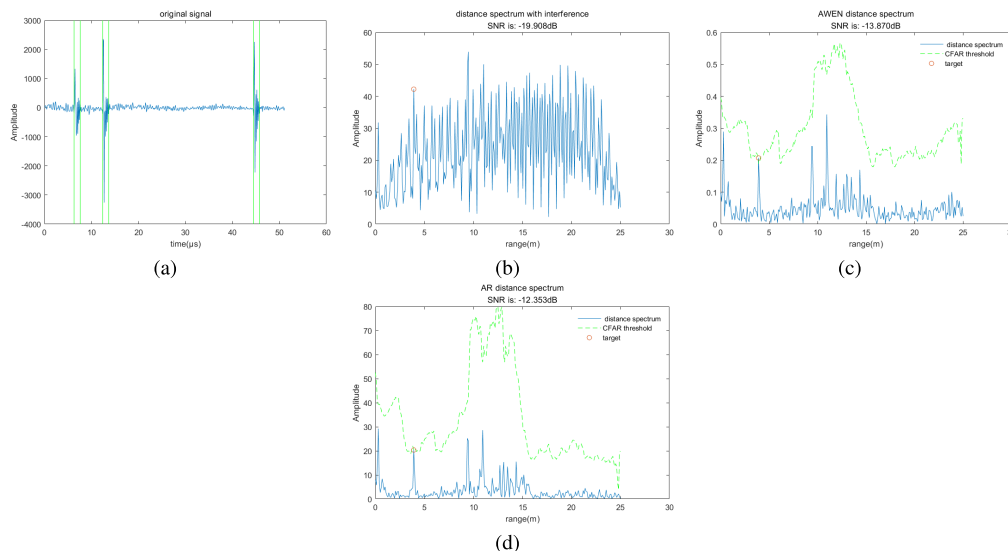 original signal
3000
2000
1000
0
-1000
-2000
-3000
-4000
Amplitude
0 10 20 30 40 50 60
time(μs)
(a)
distance spectrum with interference
SNR is: -19.908dB
60
50
40
30
20
10
0
Amplitude
0 5 10 15 20 25 30
range(m)
(b)
AWEN distance spectrum
SNR is: -13.870dB
0.6
0.5
0.4
0.3
0.2
0.1
0
Amplitude
distance spectrum
CFAR threshold
target
0 5 10 15 20 25 30
range(m)
(c)
AR distance spectrum
SNR is: -12.353dB
80
70
60
50
40
30
20
10
0
Amplitude
distance spectrum
CFAR threshold
target
0 5 10 15 20 25 30
range(m)
(d)